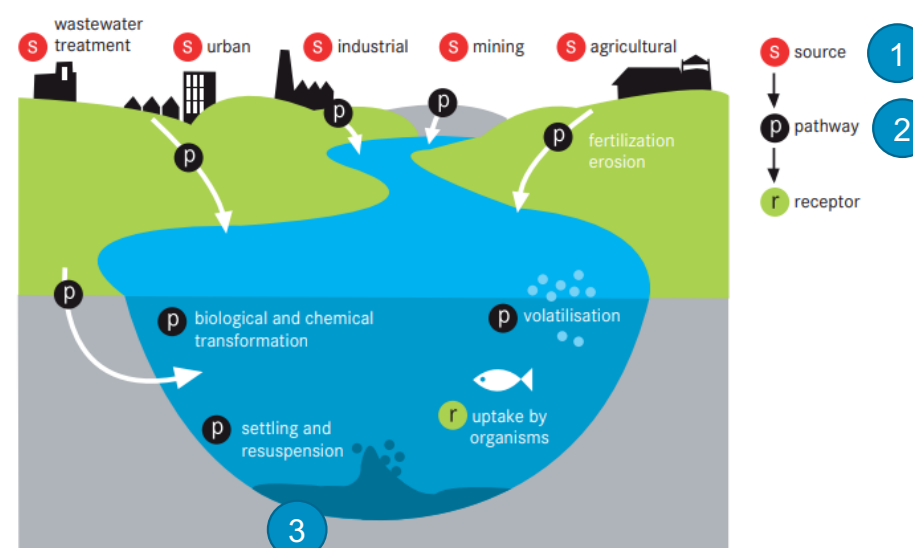 wastewater
S treatment
S urban
S industrial
S mining
S agricultural
S source
1
p
p
p pathway
2
p
fertilization
erosion
p
r receptor
p
p biological and chemical
transformation
p volatilisation
r uptake by
organisms
p settling and
resuspension
3